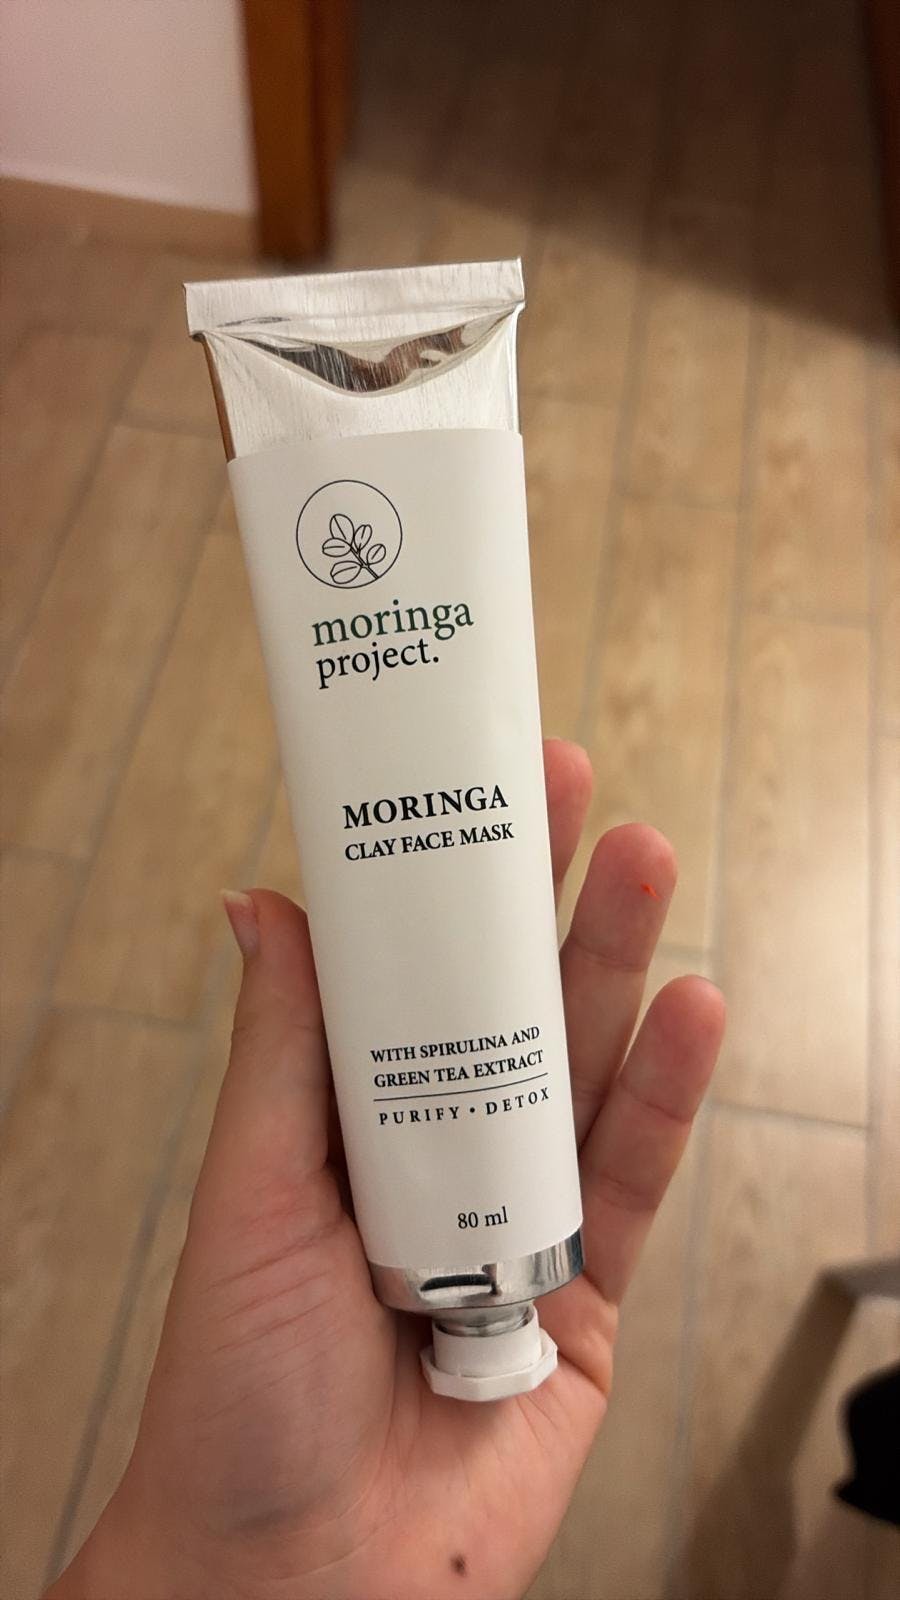 moringa
project.
MORINGA
CLAY FACE MASK
WITH SPIRULINA AND
GREEN TEA EXTRACT
PURIFY • DETOX
80 ml